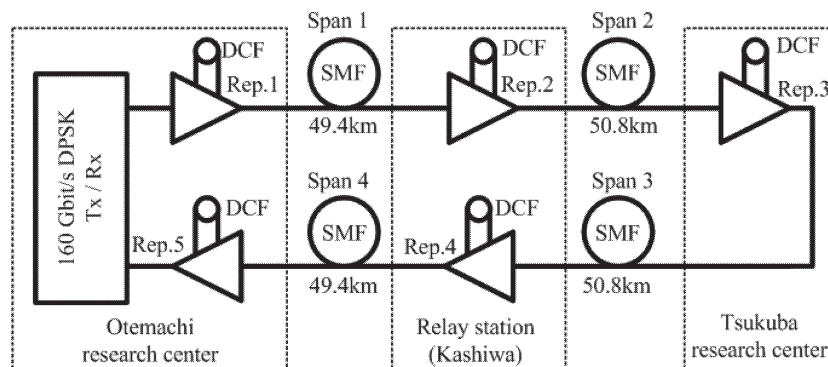 Span 1
Span 2
DCF
DCF
DCF
Rep.1
SMF
Rep.2
SMF
Rep.3
49.4km
50.8km
160 Gbit/s DPSK
Tx / Rx
Span 4
Span 3
DCF
SMF
DCF
SMF
Rep.5
Rep.4
49.4km
50.8km
Otemachi
research center
Relay station
(Kashiwa)
Tsukuba
research center